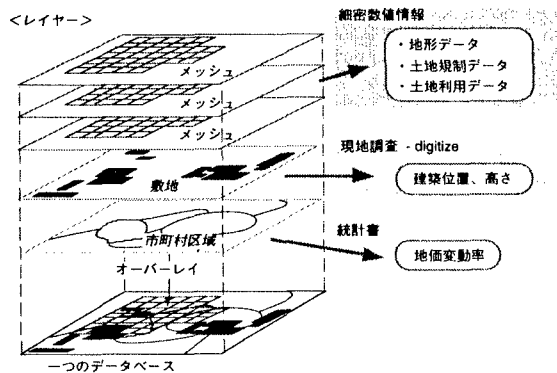 <レイヤー>
メッシュ
メッシュ
メッシュ
敷地
市町村区域
オーバーレイ
一つのデータベース
細密数値情報
・地形データ
・土地規制データ
・土地利用データ
現地調査 - digitize
建築位置、高さ
統計書
地価変動率